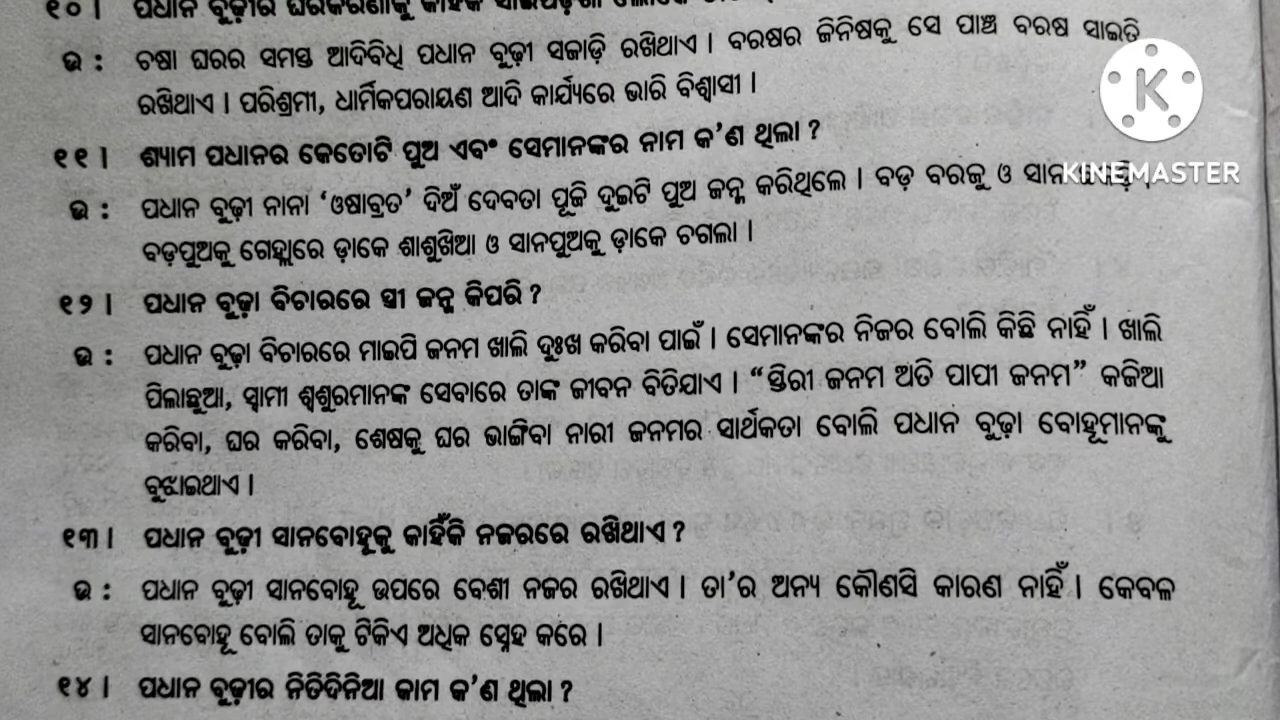 ୧୦। ପଧାନ ବୁଢ଼ୀର ଘରକରଣାକୁ କାହିଁକି
ଉ : ଚଷା ଘରର ସମସ୍ତ ଆଦିବିଧି ପଧାନ ବୁଢ଼ୀ ସଜାଡ଼ି ରଖିଥାଏ । ବରଷର ଜିନିଷକୁ ସେ ପାଞ୍ଚ ବରଷ ସାଇତି
ରଖିଥାଏ । ପରିଶ୍ରମୀ, ଧାର୍ମିକପରାୟଣ ଆଦି କାର୍ଯ୍ୟରେ ଭାରି ବିଶ୍ୱାସୀ ।
KINEMASTER
୧୧। ଶ୍ୟାମ ପଧାନର କେତୋଟି ପୁଅ ଏବଂ ସେମାନଙ୍କର ନାମ କ'ଣ ଥିଲା ?
ଉ : ପଧାନ ବୁଢ଼ୀ ନାନା ‘ଓଷାବ୍ରତ’ ଦିଅଁ ଦେବତା ପୂଜି ଦୁଇଟି ପୁଅ ଜନ୍ମ କରିଥିଲେ । ବଡ଼ ବରଜୁ ଓ ସାନ
ବଡ଼ପୁଅକୁ ଗେହ୍ଲାରେ ଡ଼ାକେ ଶାଶୁଖିଆ ଓ ସାନପୁଅକୁ ଡ଼ାକେ ଚଗଲା ।
୧୨। ପଧାନ ବୁଢ଼ା ବିଚାରରେ ସ୍ତ୍ରୀ ଜନ୍ମ କିପରି ?
ଉ : ପଧାନ ବୁଢ଼ା ବିଚାରରେ ମାଇପି ଜନମ ଖାଲି ଦୁଃଖ କରିବା ପାଇଁ । ସେମାନଙ୍କର ନିଜର ବୋଲି କିଛି ନାହିଁ । ଖାଲି
ପିଲାଛୁଆ, ସ୍ୱାମୀ ଶ୍ୱଶୁରମାନଙ୍କ ସେବାରେ ତାଙ୍କ ଜୀବନ ବିତିଯାଏ । “ସ୍ତିରୀ ଜନମ ଅତି ପାପୀ ଜନମ” କଜିଆ
କରିବା, ଘର କରିବା, ଶେଷକୁ ଘର ଭାଙ୍ଗିବା ନାରୀ ଜନମର ସାର୍ଥକତା ବୋଲି ପଧାନ ବୁଢ଼ା ବୋହୂମାନଙ୍କୁ
ବୁଝାଇଥାଏ ।
୧୩। ପଧାନ ବୁଢ଼ୀ ସାନବୋହୂକୁ କାହିଁକି ନଜରରେ ରଖିଥାଏ ?
ଉ : ପଧାନ ବୁଢ଼ୀ ସାନବୋହୂ ଉପରେ ବେଶୀ ନଜର ରଖିଥାଏ । ତା'ର ଅନ୍ୟ କୌଣସି କାରଣ ନାହିଁ । କେବଳ
ସାନବୋହୂ ବୋଲି ତାକୁ ଟିକିଏ ଅଧିକ ସ୍ନେହ କରେ ।
୧୪। ପଧାନ ବୁଢ଼ୀର ନିତିଦିନିଆ କାମ କ'ଣ ଥିଲା ?